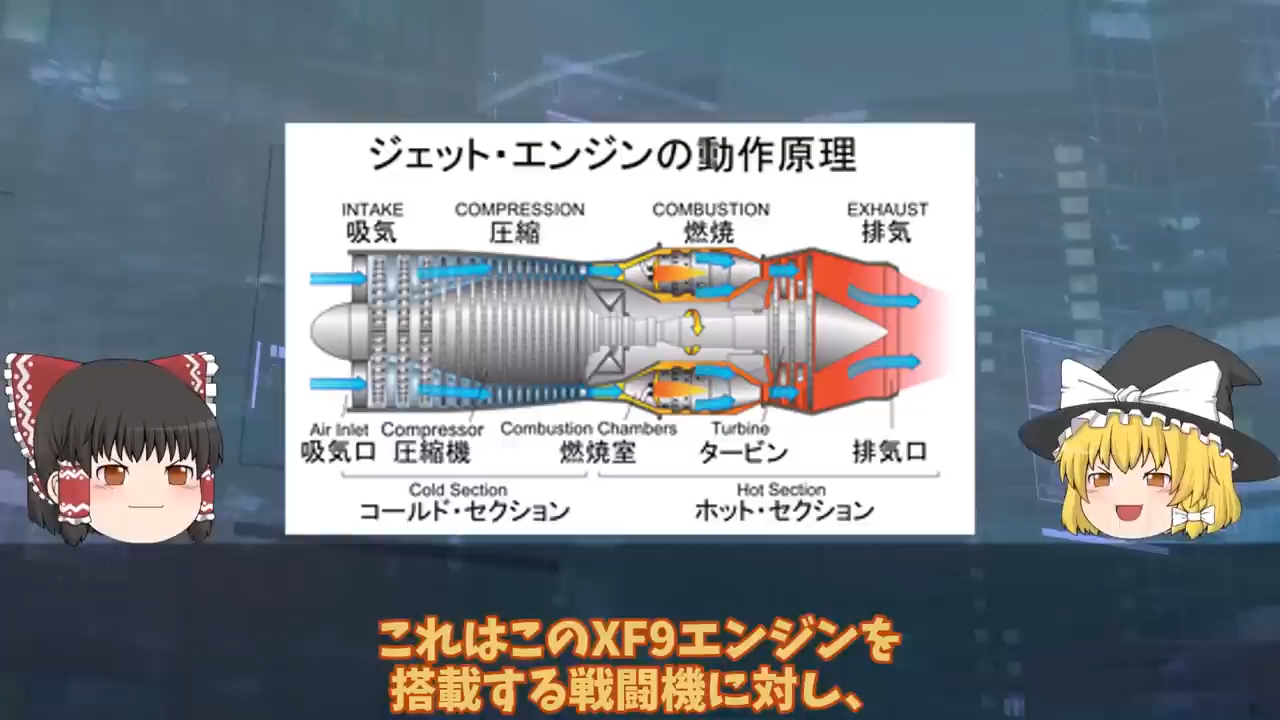 ジェット・エンジンの動作原理
INTAKE COMPRESSION COMBUSTION EXHAUST
吸気 圧縮 燃焼 排気
Air Inlet Compressor Combustion Chambers Turbine
吸気口 圧縮機 燃焼室 タービン 排気口
Cold Section Hot Section
コールド・セクション ホット・セクション
これはこのXF9エンジンを
搭載する戦闘機に対し、